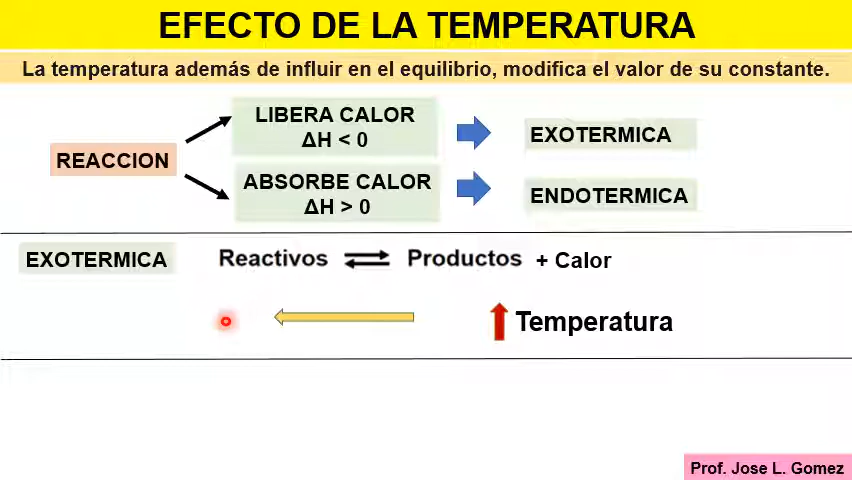 EFECTO DE LA TEMPERATURA
La temperatura además de influir en el equilibrio, modifica el valor de su constante.
REACCION
LIBERA CALOR
ΔH < 0
EXOTERMICA
ABSORBE CALOR
ΔH > 0
ENDOTERMICA
EXOTERMICA
Reactivos ⇌ Productos + Calor
Temperatura
Prof. Jose L. Gomez